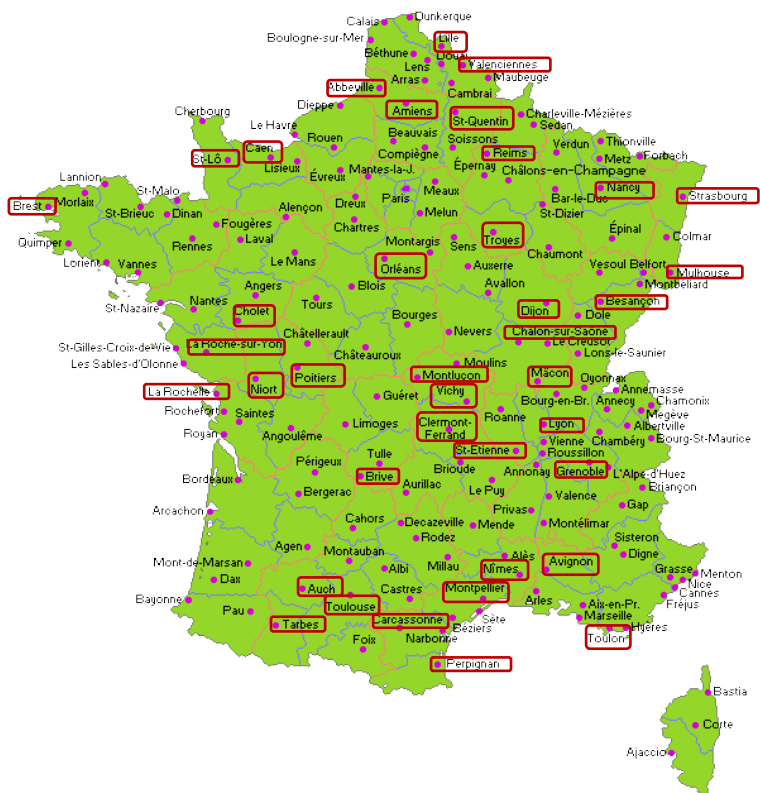 Dunkerque
Calais
Boulogne-sur-Mer
Lille
Béthune
Douai
Lens
Valenciennes
Arras
Maubeuge
Abbeville
Cambrai
Dieppe
Amiens
Cherbourg
St-Quentin
Charleville-Mézières
Sedan
Le Havre
Rouen
Beauvais
Soissons
Caen
Compiègne
Reims
Verdun
Thionville
St-Lô
Lisieux
Metz
Forbach
Évreux
Mantes-la-J.
Épernay
Châlons-en-Champagne
Lannion
Meaux
Nancy
Strasbourg
St-Malo
Paris
Bar-le-Duc
Brest
Morlaix
Dreux
St-Brieuc
Dinan
Alençon
Melun
St-Dizier
Fougères
Chartres
Troyes
Épinal
Colmar
Quimper
Rennes
Laval
Montargis
Sens
Chaumont
Le Mans
Orléans
Lorient
Vannes
Auxerre
Vesoul
Belfort
Mulhouse
Angers
Blois
Avallon
Montbéliard
St-Nazaire
Nantes
Tours
Dijon
Besançon
Cholet
Bourges
Dole
Nevers
Chalon-sur-Saône
La Roche-sur-Yon
Châtellerault
Le Creusot
St-Gilles-Croix-de-Vie
Châteauroux
Lons-le-Saunier
Les Sables-d'Olonne
Moulins
Poitiers
Montluçon
Mâcon
Niort
Oyonnax
La Rochelle
Vichy
Bourg-en-Br.
Annemasse
Guéret
Annecy
Chamonix
Rochefort
Saintes
Roanne
Megève
Limoges
Clermont-
Ferrand
Lyon
Albertville
Royan
Angoulême
Vienne
Chambéry
Bourg-St-Maurice
St-Etienne
Roussillon
Tulle
Périgueux
Brioude
Annonay
Grenoble
L'Alpe-d'Huez
Bordeaux
Brive
Aurillac
Le Puy
Briançon
Bergerac
Valence
Arcachon
Privas
Gap
Cahors
Decazeville
Mende
Montélimar
Rodez
Sisteron
Agen
Montauban
Alès
Digne
Mont-de-Marsan
Millau
Nîmes
Avignon
Albi
Grasse
Menton
Dax
Nice
Auch
Castres
Montpellier
Cannes
Bayonne
Toulouse
Arles
Aix-en-Pr.
Fréjus
Pau
Sète
Marseille
Tarbes
Carcassonne
Béziers
Hyères
Narbonne
Toulon
Foix
Perpignan
Bastia
Corte
Ajaccio